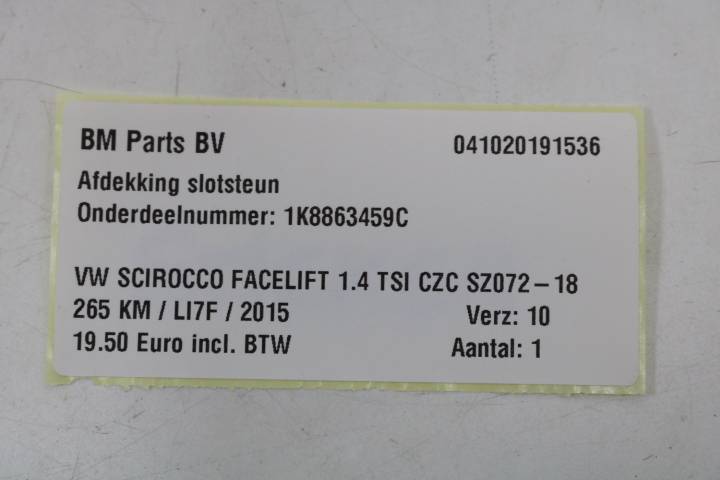 BM Parts BV 041020191536
Afdekking slotsteun
Onderdeelnummer: 1K8863459C
VW SCIROCCO FACELIFT 1.4 TSI CZC SZ072-18
265 KM / LI7F / 2015 Verz: 10
19.50 Euro incl. BTW Aantal: 1